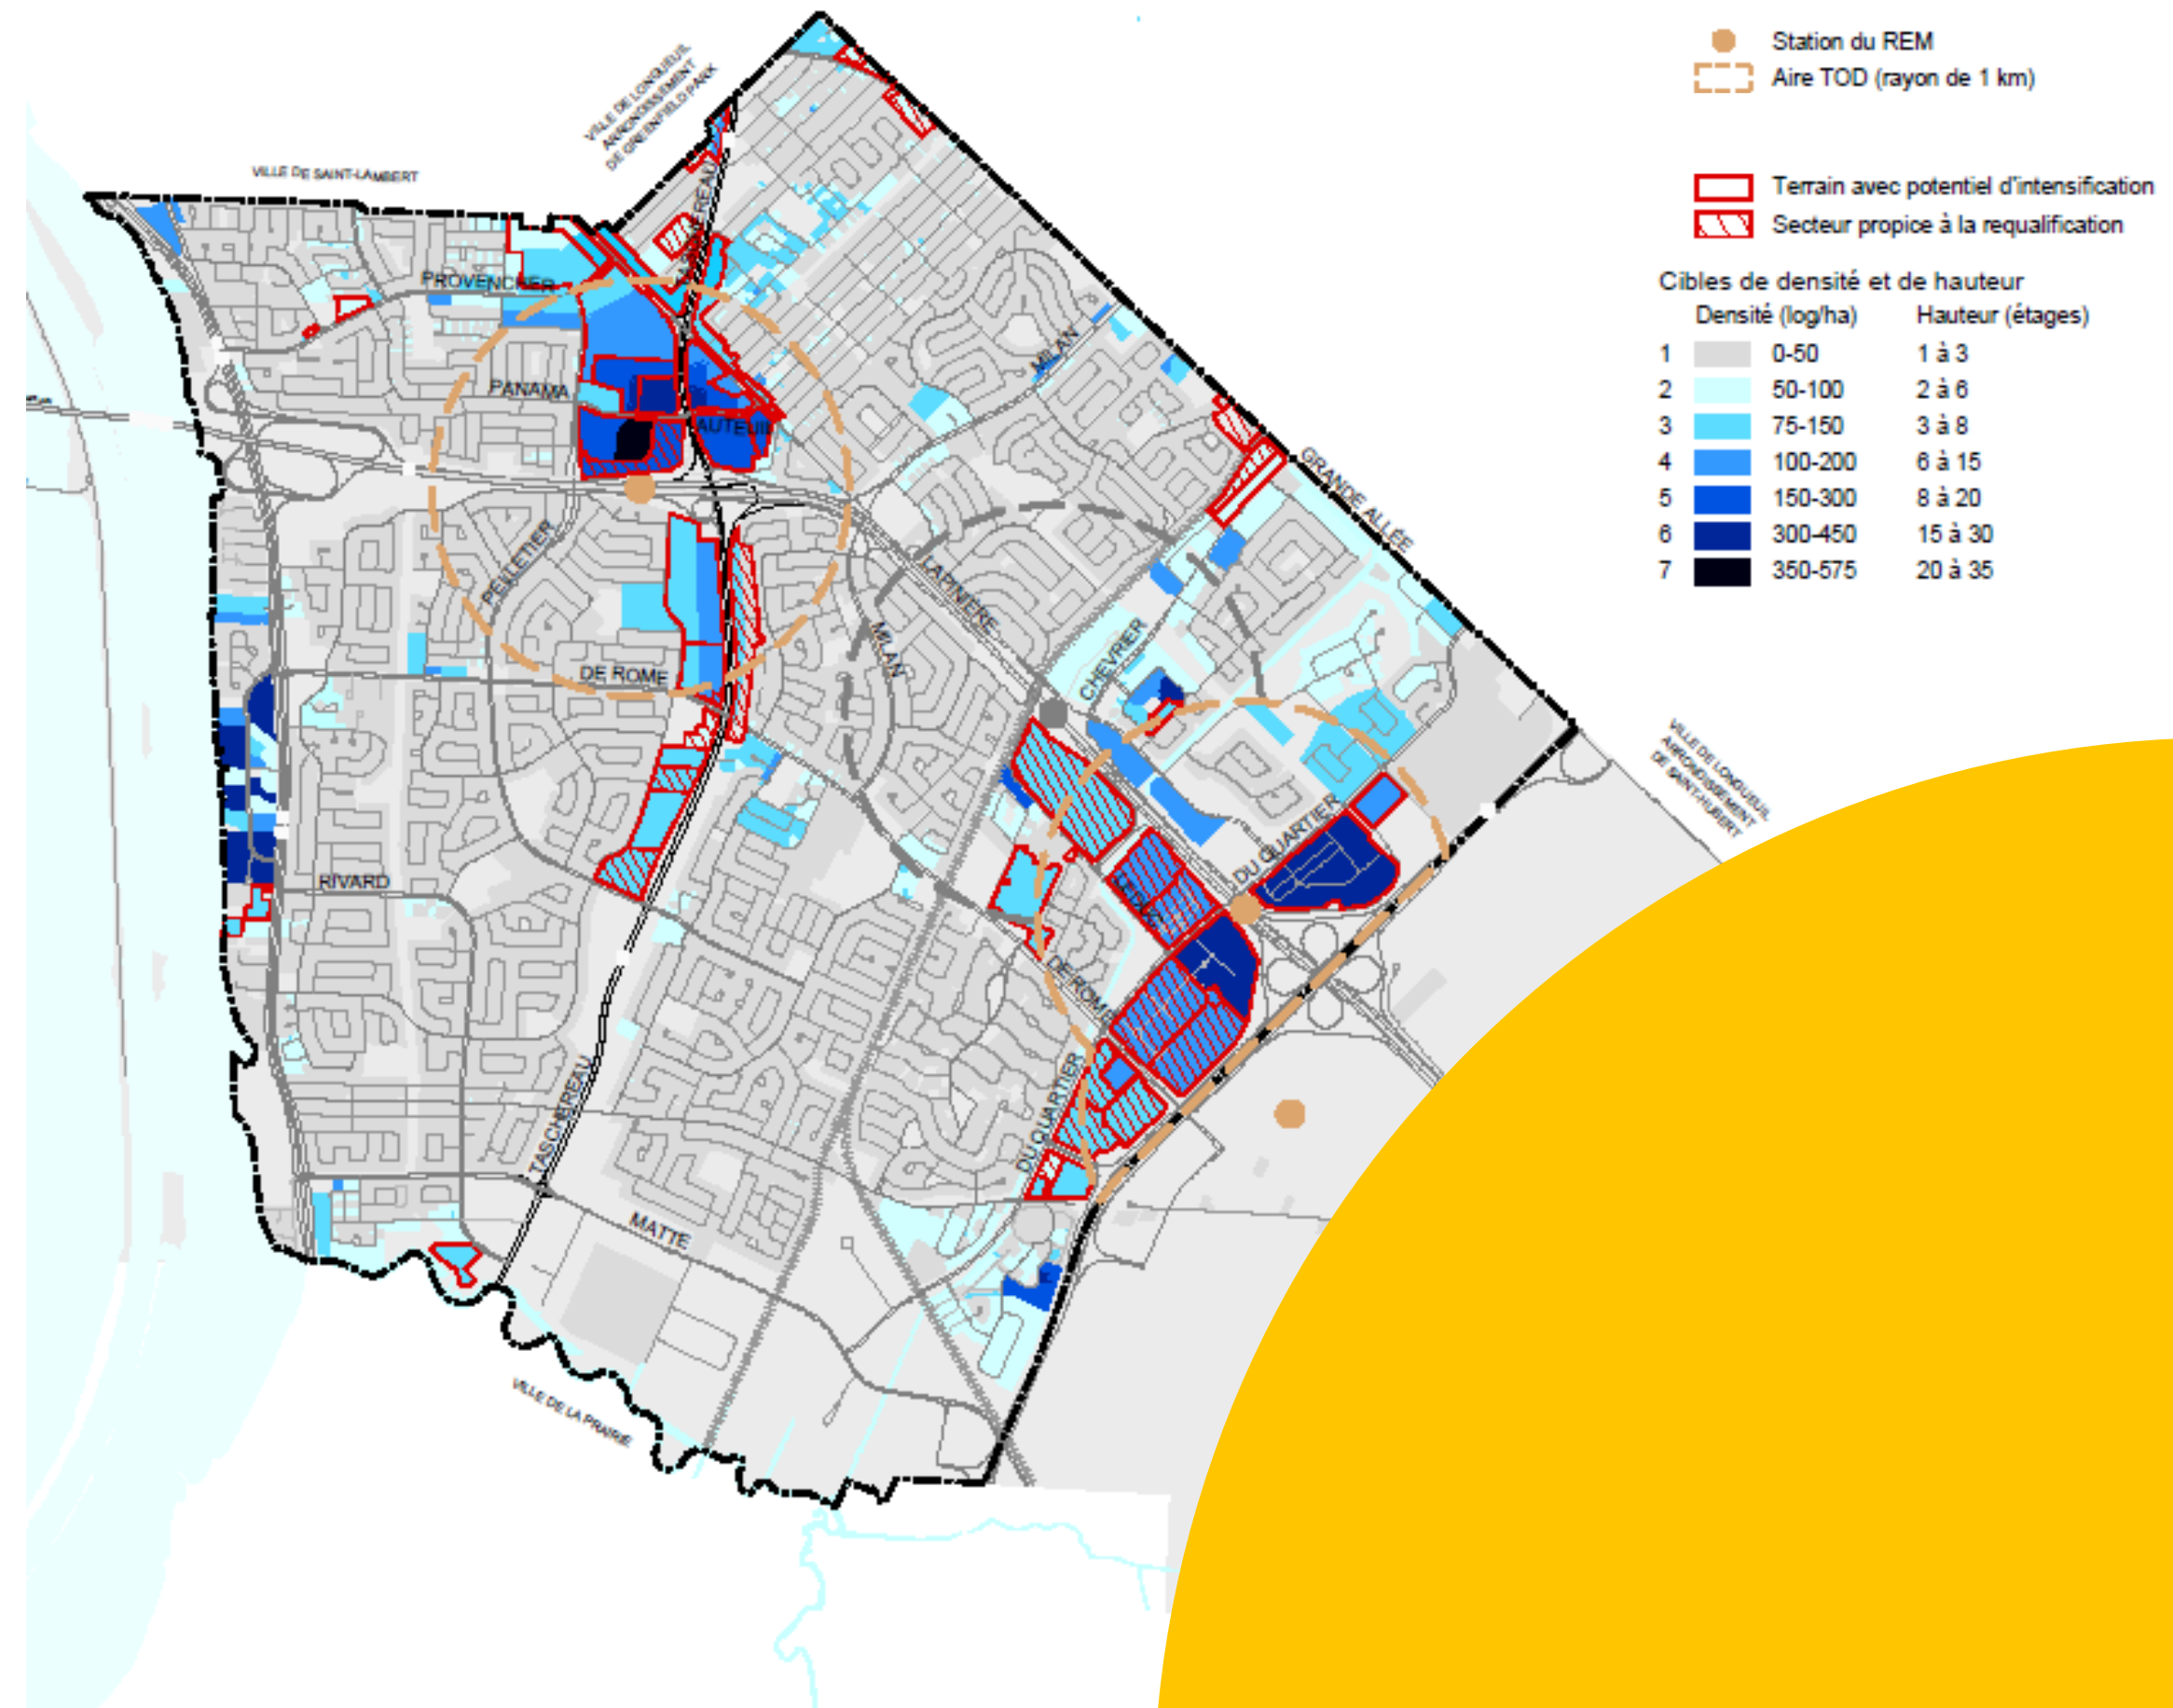 Station du REM
Aire TOD (rayon de 1 km)
Terrain avec potentiel d'intensification
Secteur propice à la requalification
Cibles de densité et de hauteur
Densité (log/ha) Hauteur (étages)
1 0-50 1 à 3
2 50-100 2 à 6
3 75-150 3 à 8
4 100-200 6 à 15
5 150-300 8 à 20
6 300-450 15 à 30
7 350-575 20 à 35
VILLE DE LONGUEUIL
ARRONDISSEMENT
DE GREENFIELD PARK
VILLE DE SAINT-LAMBERT
TASCHEREAU
PROVENCHER
PANAMA
AUTEUIL
MILAN
GRANDE ALLÉE
PELLETIER
LAPINIÈRE
MILAN
CHEVRIER
DE ROME
VILLE DE LONGUEUIL
ARRONDISSEMENT
DE SAINT-HUBERT
DU QUARTIER
RIVARD
LEDUC
DE ROME
DU QUARTIER
TASCHEREAU
MATTE
VILLE DE LA PRAIRIE